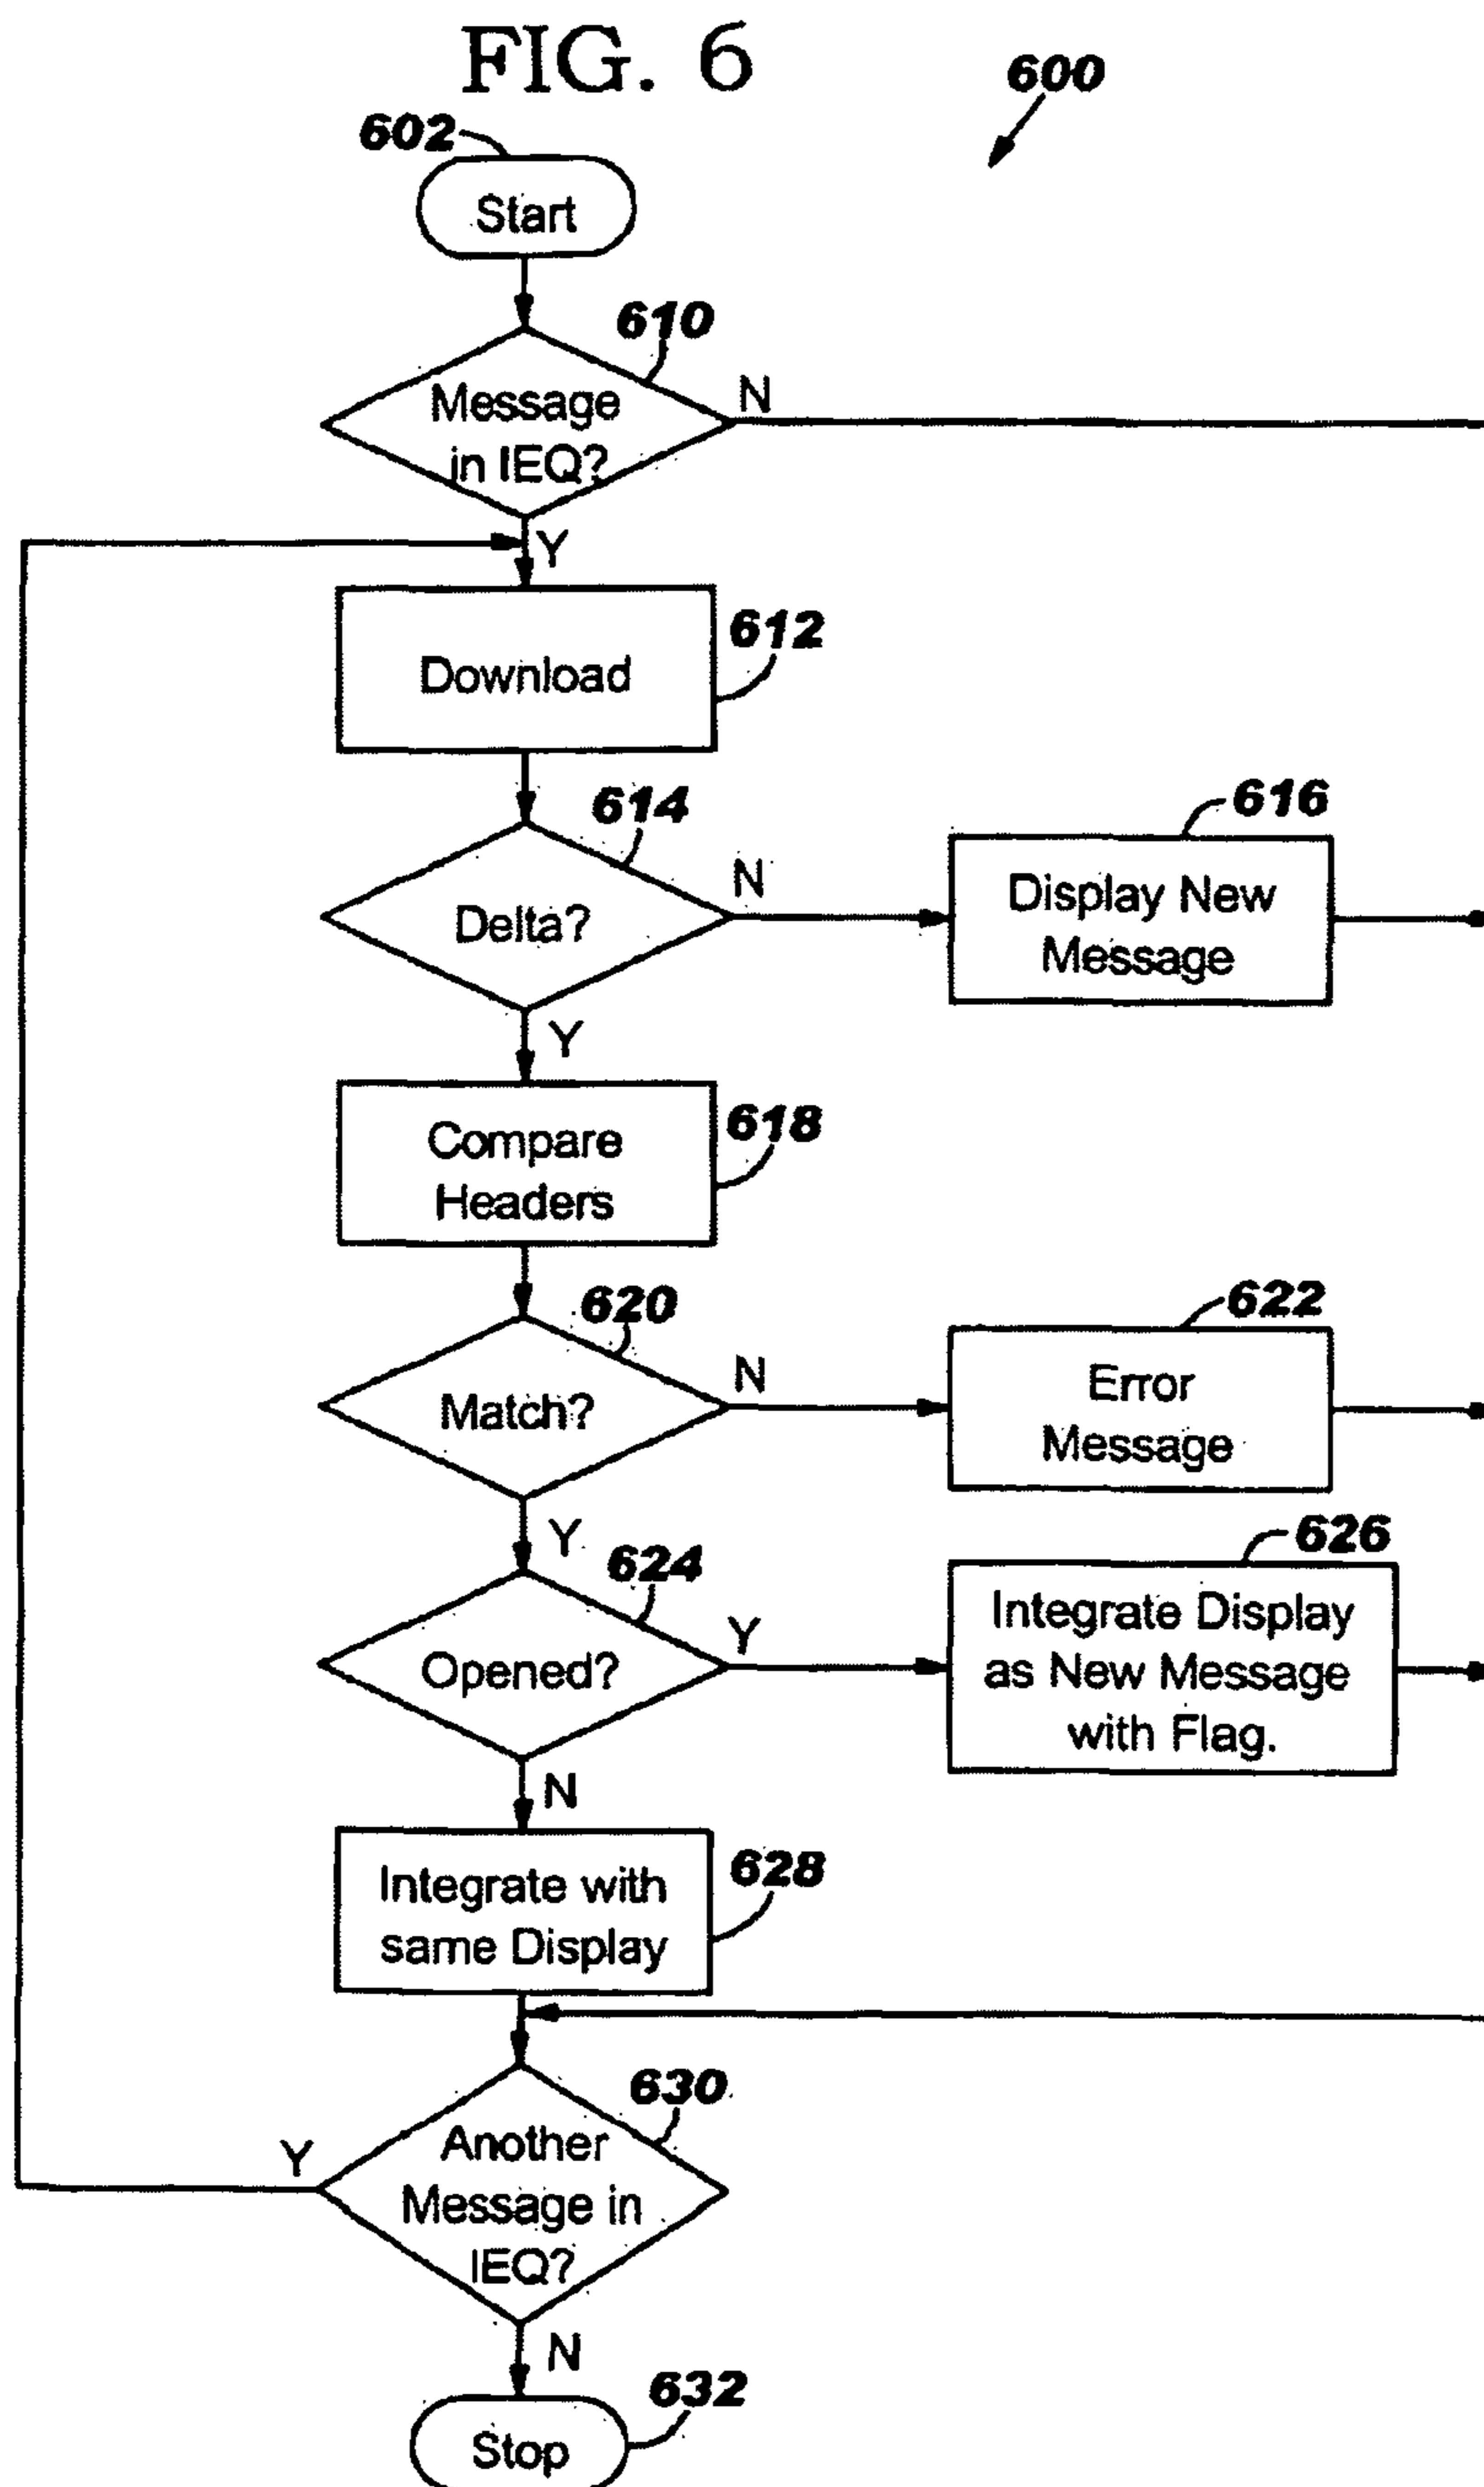 FIG. 6
600
602
Start
610
Message
in IEQ?
N
Y
Download
612
614
Delta?
N
616
Display New
Message
Y
Compare
Headers
618
620
Match?
N
622
Error
Message
Y
624
Opened?
Y
626
Integrate Display
as New Message
with Flag.
N
Integrate with
same Display
628
630
Another
Message in
IEQ?
Y
N
632
Stop